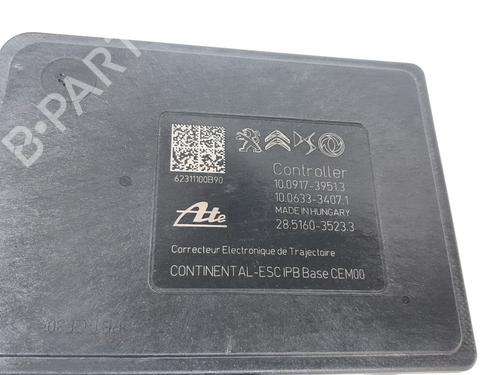 B-PARTS
62311100B90
Controller
10.0917-3951.3
10.0633-3407.1
MADE IN HUNGARY
28.5160-3523.3
Ate
Correcteur Electronique de Trajectoire
CONTINENTAL-ESC IPB Base CEM00